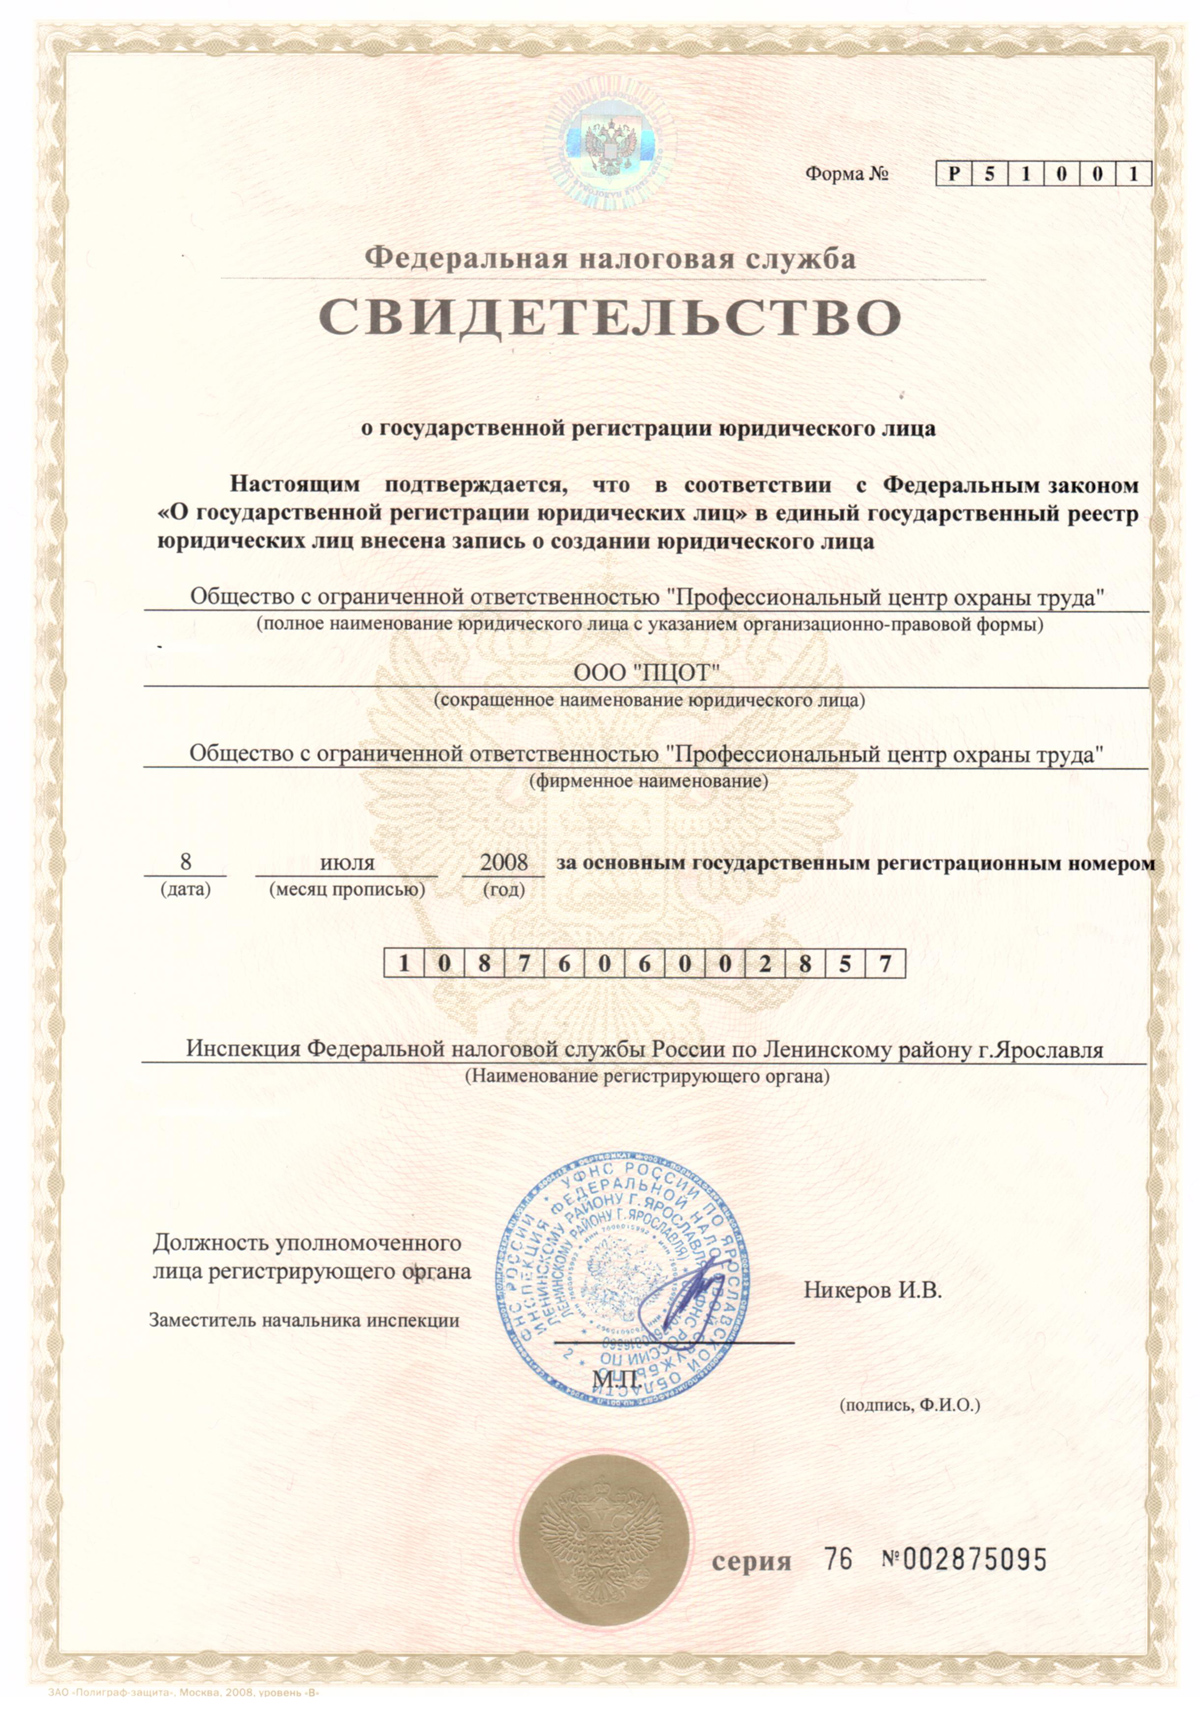 Форма № Р 5 1 0 0 1
Федеральная налоговая служба
СВИДЕТЕЛЬСТВО
о государственной регистрации юридического лица
Настоящим подтверждается, что в соответствии с Федеральным законом
«О государственной регистрации юридических лиц» в единый государственный реестр
юридических лиц внесена запись о создании юридического лица
Общество с ограниченной ответственностью "Профессиональный центр охраны труда"
(полное наименование юридического лица с указанием организационно-правовой формы)
ООО "ПЦОТ"
(сокращенное наименование юридического лица)
Общество с ограниченной ответственностью "Профессиональный центр охраны труда"
(фирменное наименование)
8 июля 2008 за основным государственным регистрационным номером
(дата) (месяц прописью) (год)
1 0 8 7 6 0 6 0 0 2 8 5 7
Инспекция Федеральной налоговой службы России по Ленинскому району г.Ярославля
(Наименование регистрирующего органа)
Должность уполномоченного
лица регистрирующего органа
Никеров И.В.
Заместитель начальника инспекции
УФНС РОССИИ ПО ЯРОСЛАВСКОЙ ОБЛАСТИ
ИНСПЕКЦИЯ ФЕДЕРАЛЬНОЙ НАЛОГОВОЙ СЛУЖБЫ ПО
ЛЕНИНСКОМУ РАЙОНУ Г.ЯРОСЛАВЛЯ
М.П.
(подпись, Ф.И.О.)
серия 76 №002875095
ЗАО «Полиграф-защита», Москва, 2008, уровень «В»